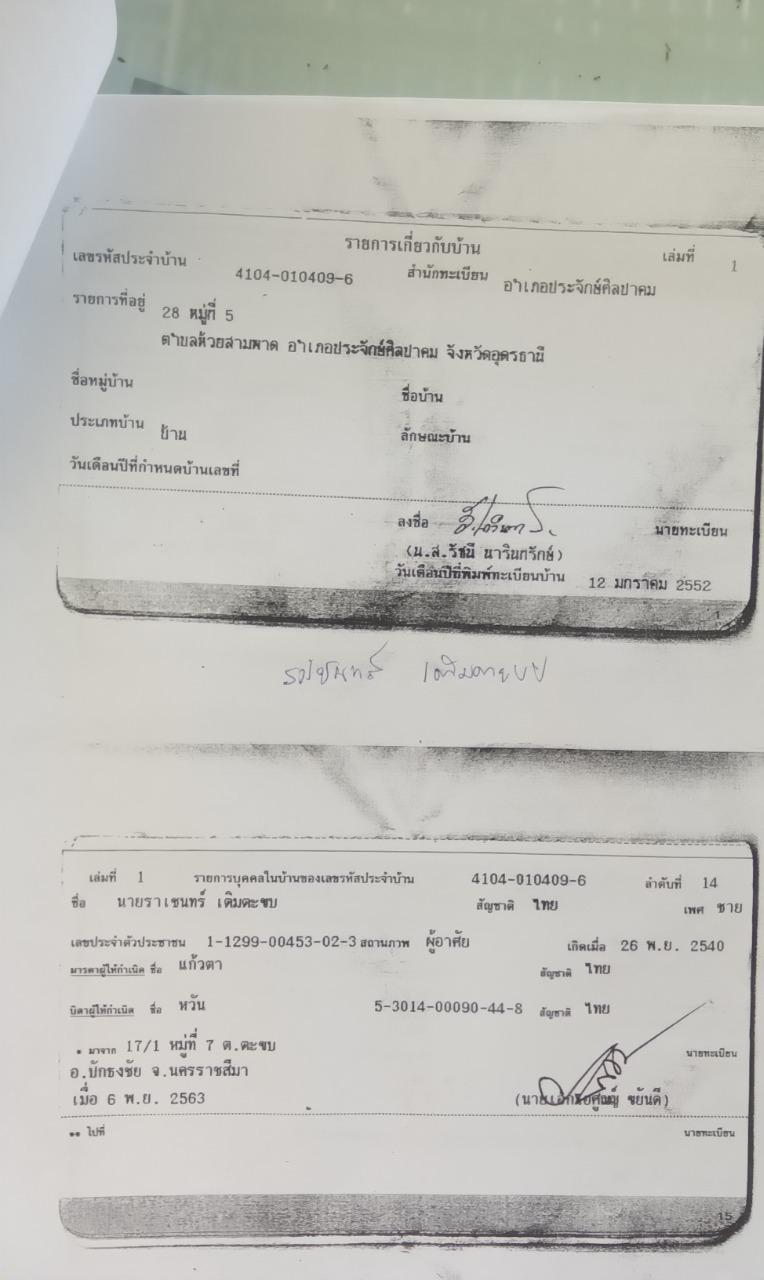 รายการเกี่ยวกับบ้าน เล่มที่ 1
เลขรหัสประจำบ้าน 4104-010409-6 สำนักทะเบียน อำเภอประจักษ์ศิลปาคม
รายการที่อยู่ 28 หมู่ที่ 5
ตำบลห้วยสามพาด อำเภอประจักษ์ศิลปาคม จังหวัดอุดรธานี
ชื่อหมู่บ้าน ชื่อบ้าน
ประเภทบ้าน บ้าน ลักษณะบ้าน
วันเดือนปีที่กำหนดบ้านเลขที่
ลงชื่อ นายทะเบียน
(น.ส.รัชนี นารินทรักษ์)
วันเดือนปีที่พิมพ์ทะเบียนบ้าน 12 มกราคม 2552
1
ราเชนทร์ เดิมตะขบ
เล่มที่ 1 รายการบุคคลในบ้านของเลขรหัสประจำบ้าน 4104-010409-6 ลำดับที่ 14
ชื่อ นายราเชนทร์ เดิมตะขบ สัญชาติ ไทย เพศ ชาย
เลขประจำตัวประชาชน 1-1299-00453-02-3 สถานภาพ ผู้อาศัย เกิดเมื่อ 26 พ.ย. 2540
มารดาผู้ให้กำเนิด ชื่อ แก้วตา สัญชาติ ไทย
บิดาผู้ให้กำเนิด ชื่อ หวัน 5-3014-00090-44-8 สัญชาติ ไทย
* มาจาก 17/1 หมู่ที่ 7 ต.ตะขบ นายทะเบียน
อ.ปักธงชัย จ.นครราชสีมา
เมื่อ 6 พ.ย. 2563 ขยันดี)
** ไปที่ นายทะเบียน
15